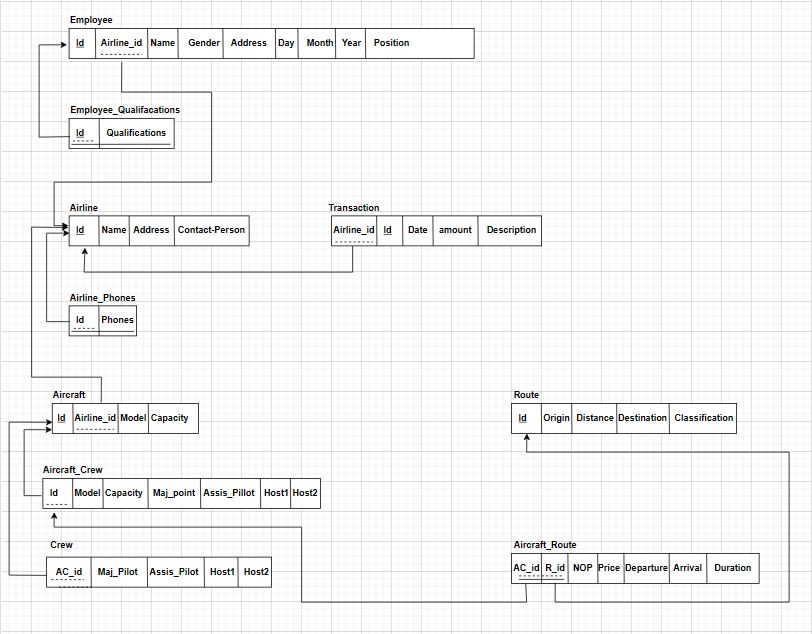 Employee
Id Airline_id Name Gender Address Day Month Year Position
Employee_Qualifacations
Id Qualifications
Airline
Id Name Address Contact-Person
Transaction
Airline_id Id Date amount Description
Airline_Phones
Id Phones
Aircraft
Id Airline_id Model Capacity
Route
Id Origin Distance Destination Classification
Aircraft_Crew
Id Model Capacity Maj_point Assis_Pillot Host1 Host2
Crew
AC_id Maj_Pilot Assis_Pilot Host1 Host2
Aircraft_Route
AC_id R_id NOP Price Departure Arrival Duration